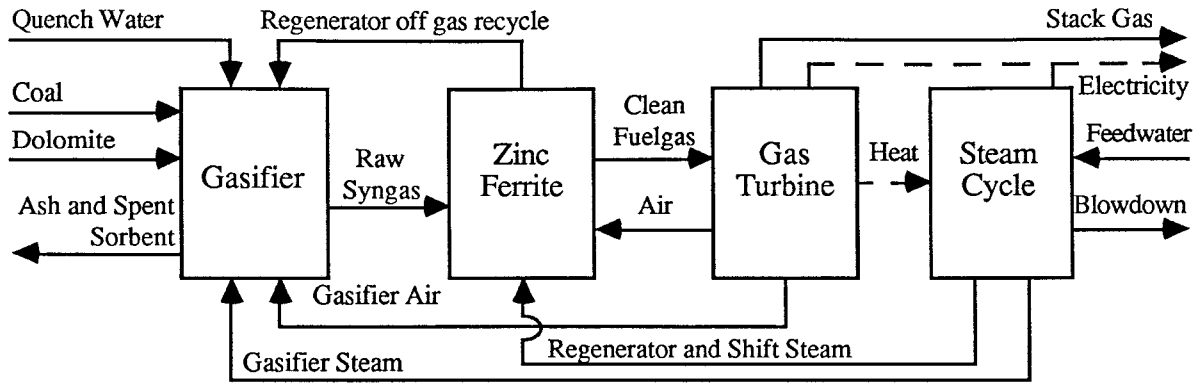 Quench Water
Regenerator off gas recycle
Stack Gas
Coal
Dolomite
Ash and Spent
Sorbent
Gasifier
Raw
Syngas
Zinc
Ferrite
Clean
Fuelgas
Air
Gas
Turbine
Heat
Steam
Cycle
Electricity
Feedwater
Blowdown
Gasifier Air
Gasifier Steam
Regenerator and Shift Steam